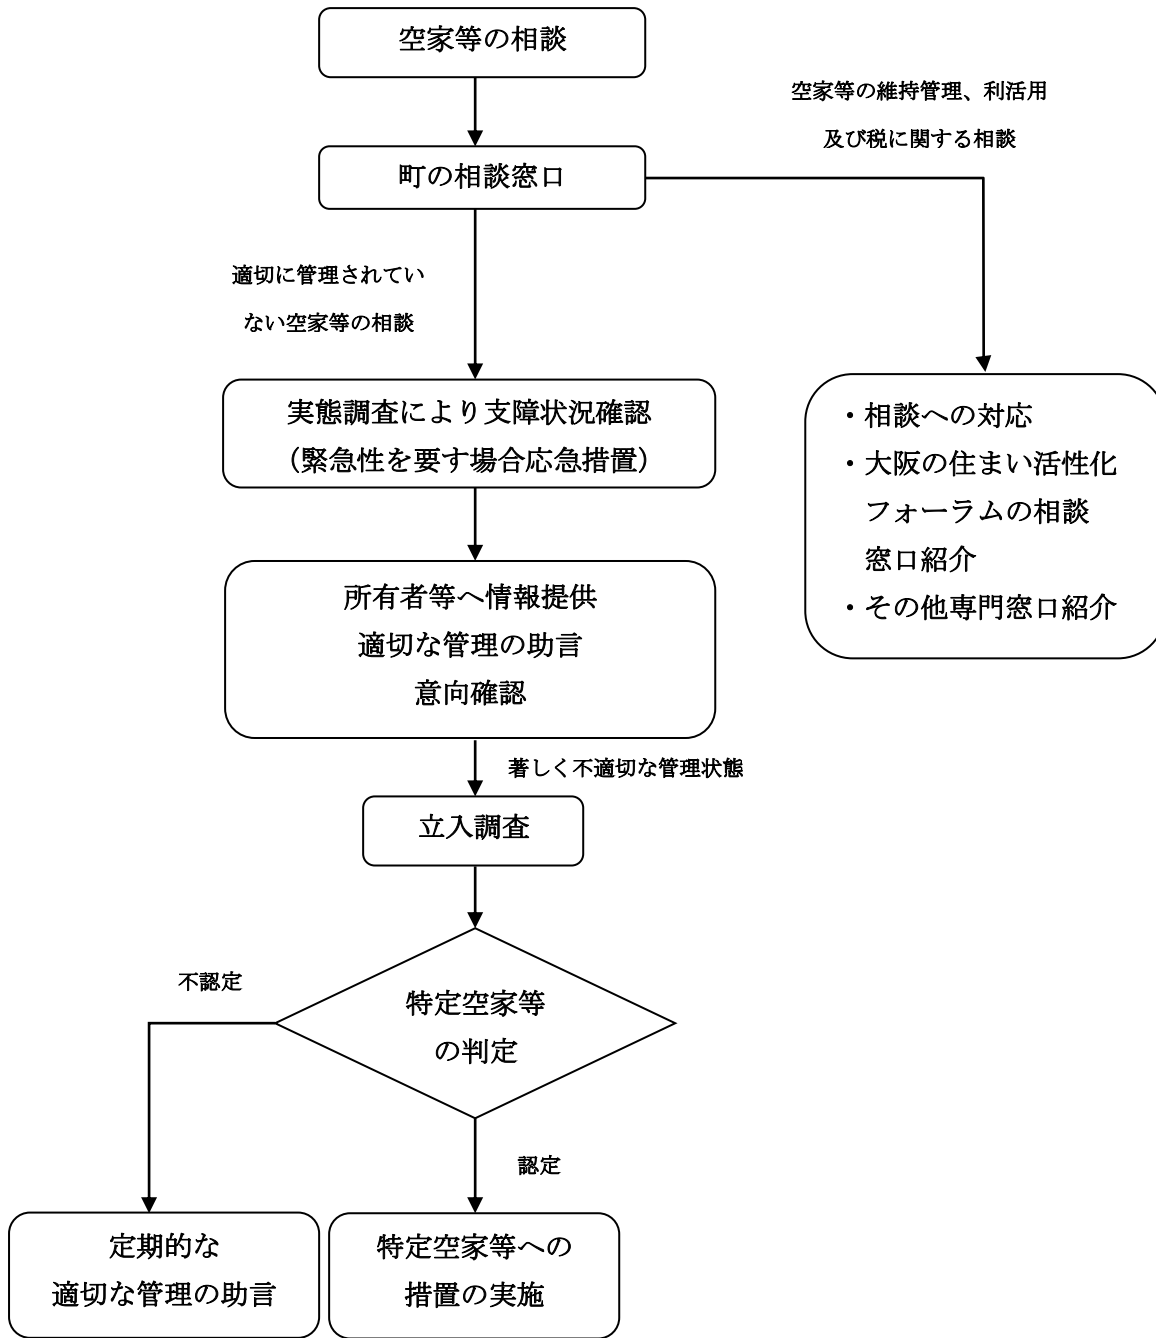 空家等の相談
空家等の維持管理、利活用
及び税に関する相談
町の相談窓口
適切に管理されてい
ない空家等の相談
実態調査により支障状況確認
（緊急性を要す場合応急措置）
・相談への対応
・大阪の住まい活性化
フォーラムの相談
窓口紹介
・その他専門窓口紹介
所有者等へ情報提供
適切な管理の助言
意向確認
著しく不適切な管理状態
立入調査
不認定
特定空家等
の判定
認定
定期的な
適切な管理の助言
特定空家等への
措置の実施